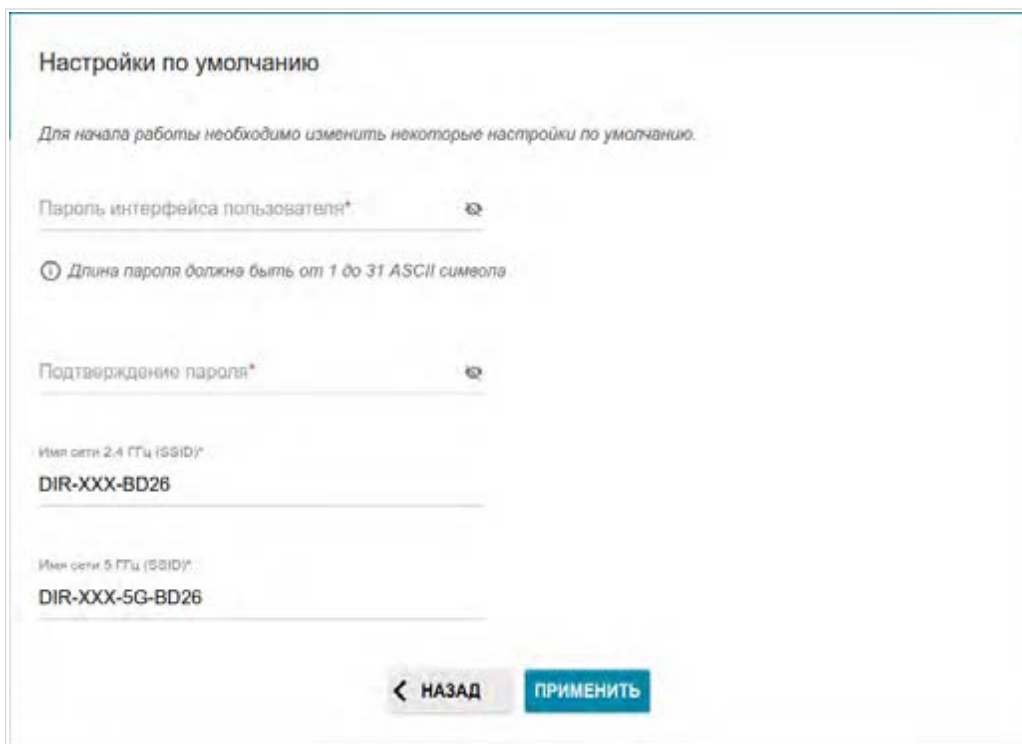 Настройки по умолчанию
Для начала работы необходимо изменить некоторые настройки по умолчанию.
Пароль интерфейса пользователя*
Длина пароля должна быть от 1 до 31 ASCII символа
Подтверждение пароля*
Имя сети 2.4 ГГц (SSID)*
DIR-XXX-BD26
Имя сети 5 ГГц (SSID)*
DIR-XXX-5G-BD26
НАЗАД
ПРИМЕНИТЬ